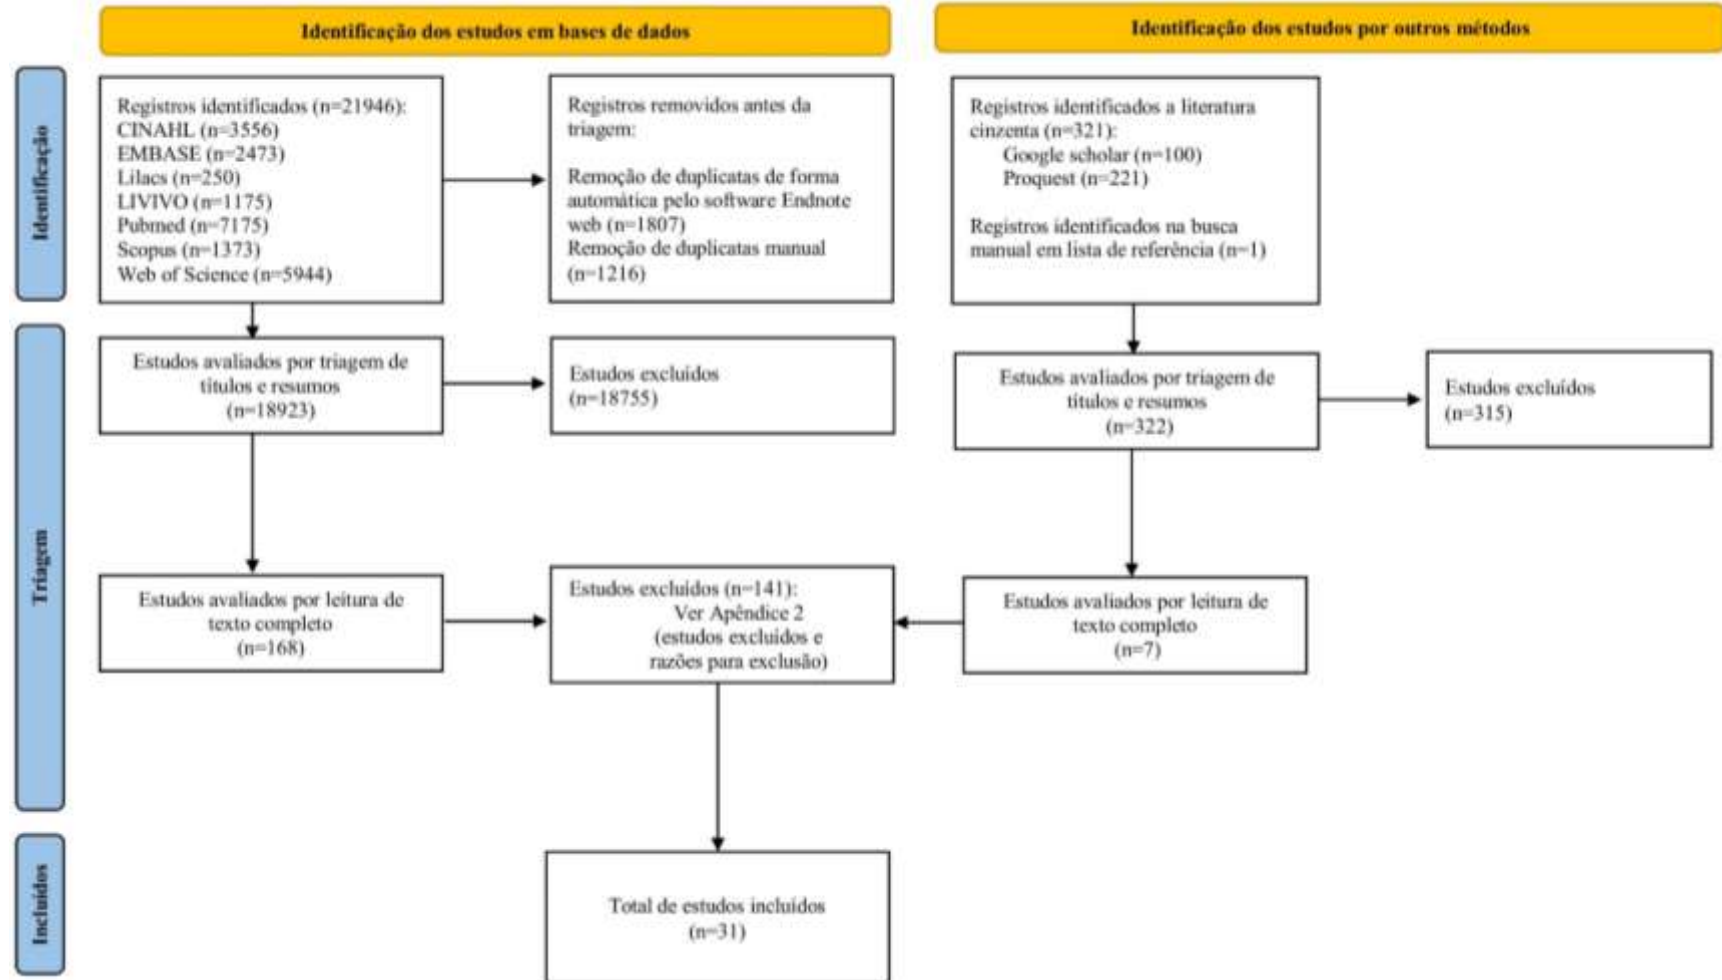 Identificação dos estudos em bases de dados
Identificação dos estudos por outros métodos
Identificação
Registros identificados (n=21946):
CINAHL (n=3556)
EMBASE (n=2473)
Lilacs (n=250)
LIVIVO (n=1175)
Pubmed (n=7175)
Scopus (n=1373)
Web of Science (n=5944)
Registros removidos antes da
triagem:
Remoção de duplicatas de forma
automática pelo software Endnote
web (n=1807)
Remoção de duplicatas manual
(n=1216)
Registros identificados a literatura
cinzenta (n=321):
Google scholar (n=100)
Proquest (n=221)
Registros identificados na busca
manual em lista de referência (n=1)
Triagem
Estudos avaliados por triagem de
títulos e resumos
(n=18923)
Estudos excluídos
(n=18755)
Estudos avaliados por triagem de
títulos e resumos
(n=322)
Estudos excluídos
(n=315)
Estudos avaliados por leitura de
texto completo
(n=168)
Estudos excluídos (n=141):
Ver Apêndice 2
(estudos excluídos e
razões para exclusão)
Estudos avaliados por leitura de
texto completo
(n=7)
Incluídos
Total de estudos incluídos
(n=31)